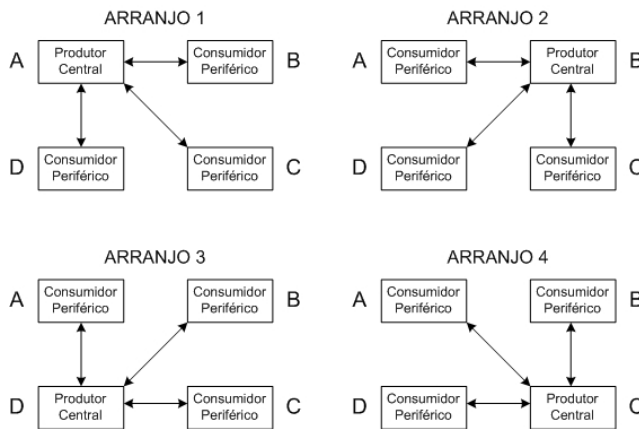 ARRANJO 1
A
Produtor
Central
Consumidor
Periférico
B
D
Consumidor
Periférico
Consumidor
Periférico
C
ARRANJO 2
A
Consumidor
Periférico
Produtor
Central
B
D
Consumidor
Periférico
Consumidor
Periférico
C
ARRANJO 3
A
Consumidor
Periférico
Consumidor
Periférico
B
D
Produtor
Central
Consumidor
Periférico
C
ARRANJO 4
A
Consumidor
Periférico
Consumidor
Periférico
B
D
Consumidor
Periférico
Produtor
Central
C